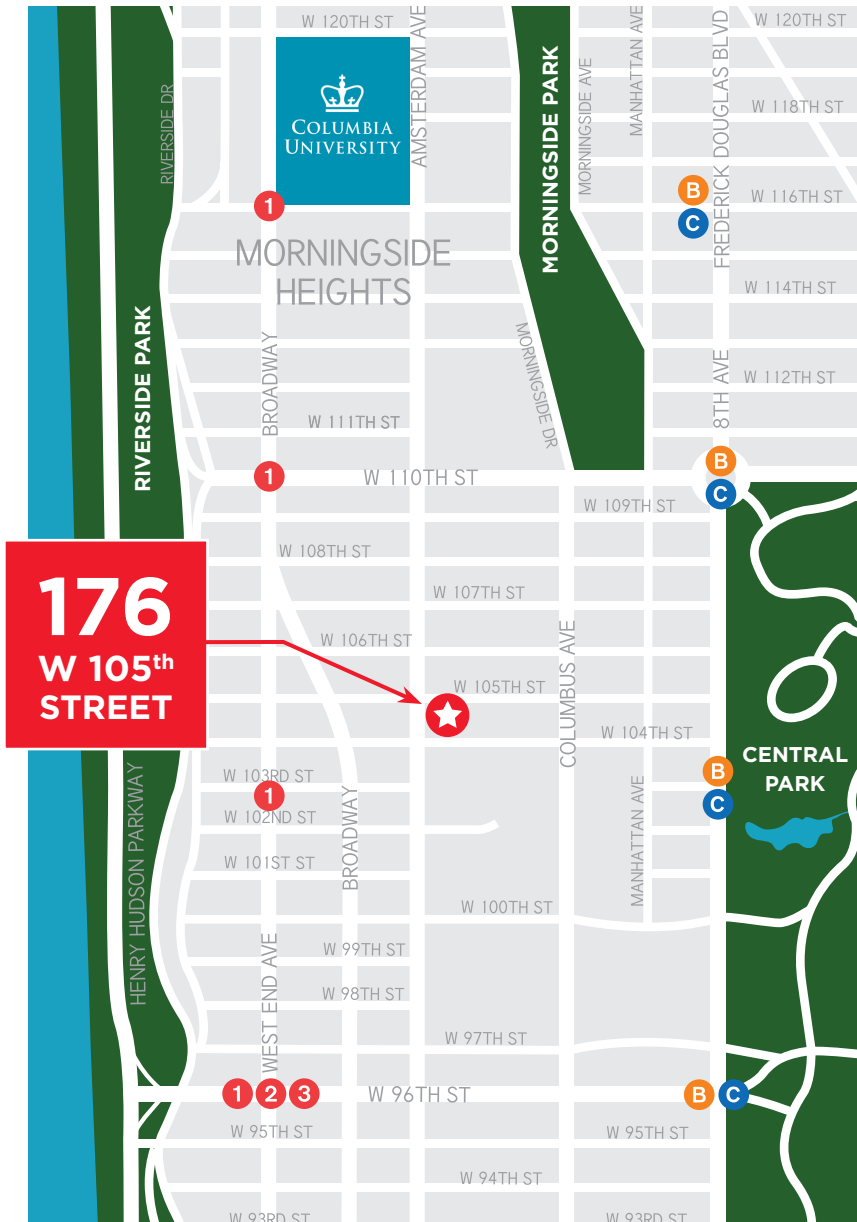 W 120TH ST
AMSTERDAM AVE
MANHATTAN AVE
FREDERICK DOUGLAS BLVD
W 120TH ST
RIVERSIDE DR
COLUMBIA
UNIVERSITY
MORNINGSIDE PARK
MORNINGSIDE AVE
W 118TH ST
1
B
C
W 116TH ST
MORNINGSIDE
HEIGHTS
W 114TH ST
RIVERSIDE PARK
BROADWAY
MORNINGSIDE DR
8TH AVE
W 112TH ST
W 111TH ST
1
W 110TH ST
B
C
W 109TH ST
W 108TH ST
176
W 105th
STREET
W 107TH ST
W 106TH ST
COLUMBUS AVE
W 105TH ST
W 104TH ST
CENTRAL
PARK
B
C
W 103RD ST
1
W 102ND ST
HENRY HUDSON PARKWAY
BROADWAY
MANHATTAN AVE
W 101ST ST
W 100TH ST
WEST END AVE
W 99TH ST
W 98TH ST
W 97TH ST
1
2
3
W 96TH ST
B
C
W 95TH ST
W 95TH ST
W 94TH ST
W 93RD ST
W 93RD ST